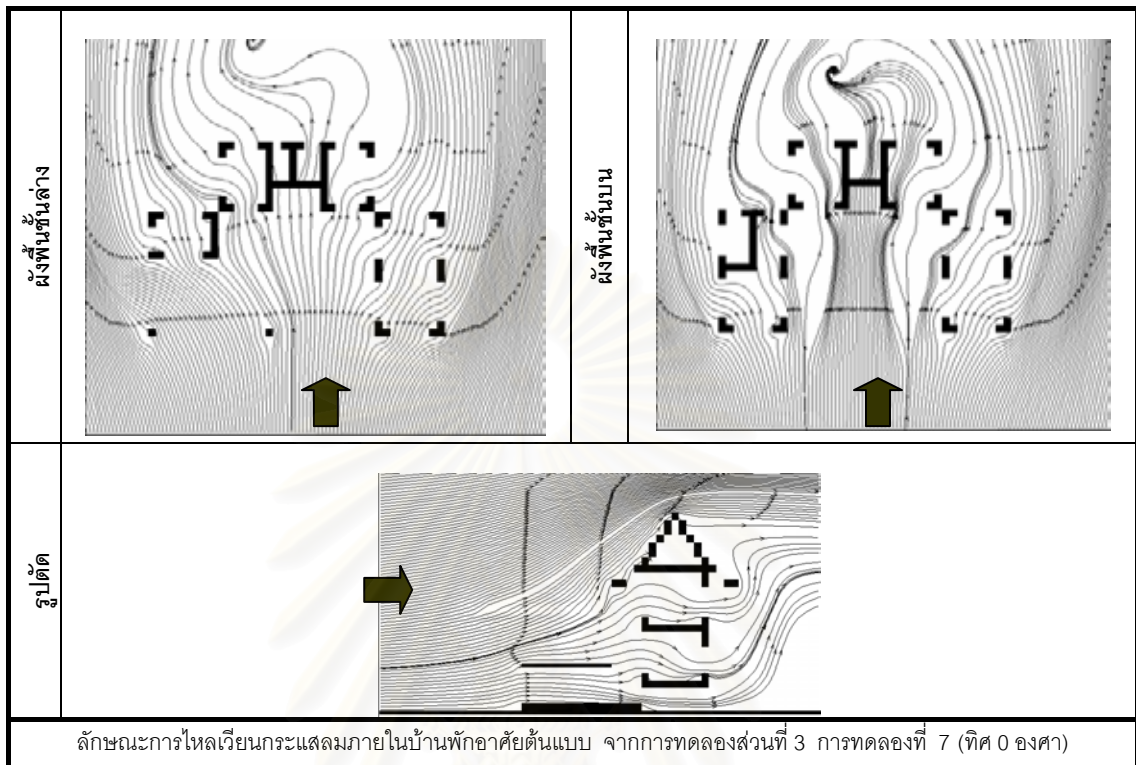 ผังพื้นชั้นล่าง
ผังพื้นชั้นบน
รูปตัด
ลักษณะการไหลเวียนกระแสลมภายในบ้านพักอาศัยต้นแบบ จากการทดลองส่วนที่ 3 การทดลองที่ 7 (ทิศ 0 องศา)